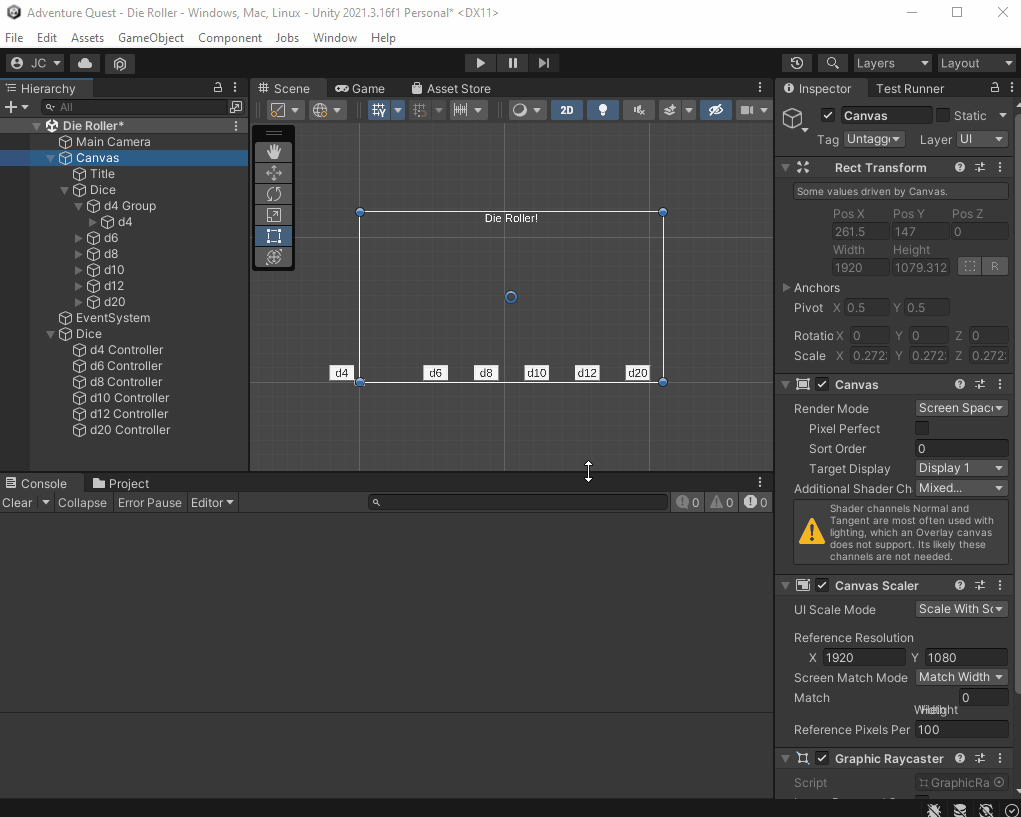 Adventure Quest - Die Roller - Windows, Mac, Linux - Unity 2021.3.16f1 Personal* <DX11>
File Edit Assets GameObject Component Jobs Window Help
JC Layers Layout
Hierarchy
All
Die Roller*
Main Camera
Canvas
Title
Dice
d4 Group
d4
d6
d8
d10
d12
d20
EventSystem
Dice
d4 Controller
d6 Controller
d8 Controller
d10 Controller
d12 Controller
d20 Controller
Scene Game Asset Store
2D
Die Roller!
d4 d6 d8 d10 d12 d20
Console Project
Clear Collapse Error Pause Editor 0 0 0
Inspector Test Runner
Canvas Static
Tag Untagge Layer UI
Rect Transform
Some values driven by Canvas.
Pos X Pos Y Pos Z
261.5 147 0
Width Height
1920 1079.312 R
Anchors
Pivot X 0.5 Y 0.5
Rotatio X 0 Y 0 Z 0
Scale X 0.272 Y 0.272 Z 0.272
Canvas
Render Mode Screen Space
Pixel Perfect
Sort Order 0
Target Display Display 1
Additional Shader Ch Mixed...
Shader channels Normal and
Tangent are most often used with
lighting, which an Overlay canvas
does not support. Its likely these
channels are not needed.
Canvas Scaler
UI Scale Mode Scale With Sc
Reference Resolution
X 1920 Y 1080
Screen Match Mode Match Width
Match 0
Width Height
Reference Pixels Per 100
Graphic Raycaster
Script GraphicRa